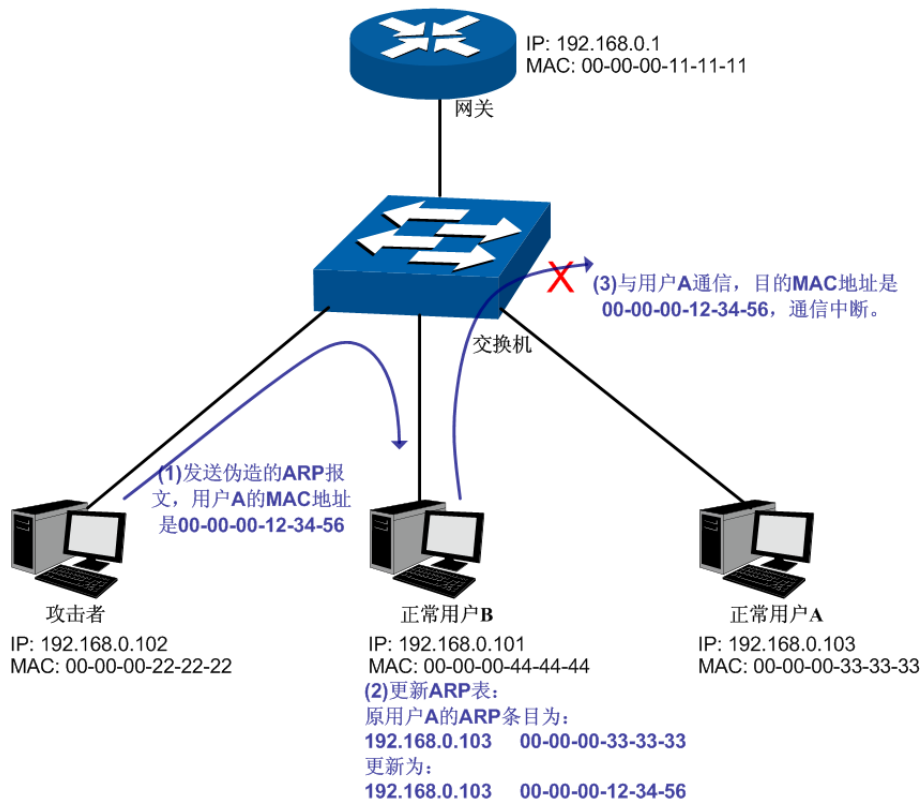 IP: 192.168.0.1
MAC: 00-00-00-11-11-11
网关
(3)与用户A通信，目的MAC地址是
00-00-00-12-34-56，通信中断。
交换机
(1)发送伪造的ARP报
文，用户A的MAC地址
是00-00-00-12-34-56
攻击者
IP: 192.168.0.102
MAC: 00-00-00-22-22-22
正常用户B
IP: 192.168.0.101
MAC: 00-00-00-44-44-44
(2)更新ARP表：
原用户A的ARP条目为：
192.168.0.103 00-00-00-33-33-33
更新为：
192.168.0.103 00-00-00-12-34-56
正常用户A
IP: 192.168.0.103
MAC: 00-00-00-33-33-33